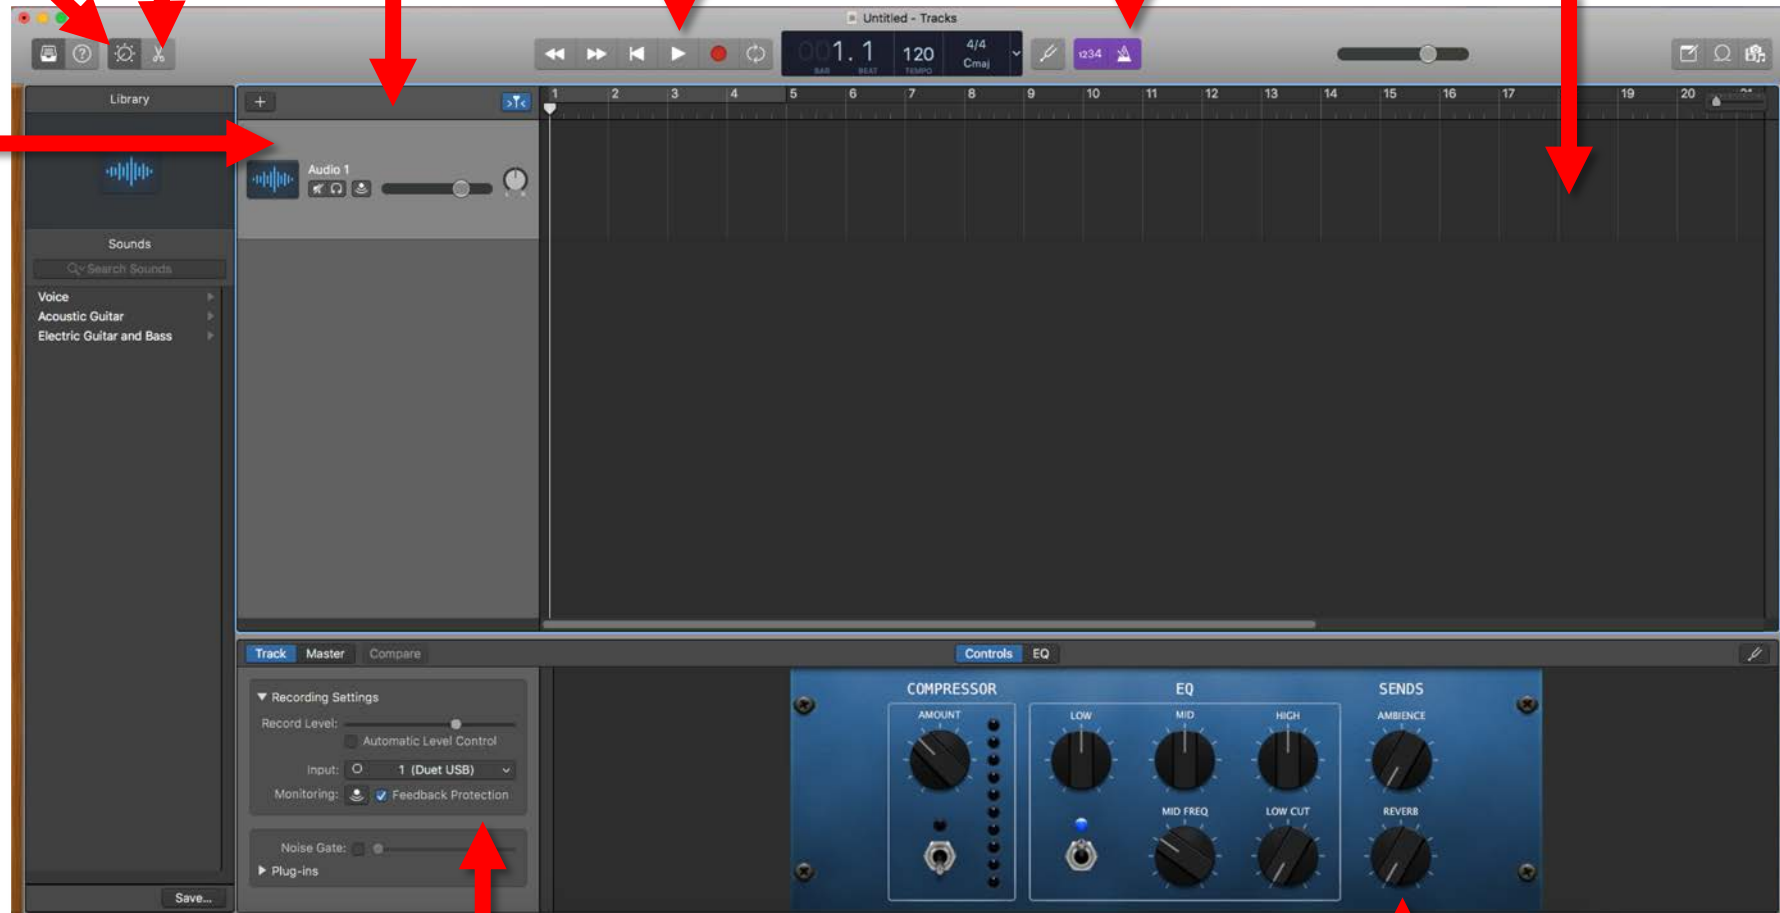 Untitled - Tracks
001.1 120 4/4
BAR BEAT TEMPO Cmaj
1234
Library
1 2 3 4 5 6 7 8 9 10 11 12 13 14 15 16 17 19 20
Audio 1
Sounds
Search Sounds
Voice
Acoustic Guitar
Electric Guitar and Bass
Track Master Compare
Controls EQ
Recording Settings
Record Level:
Automatic Level Control
Input: 1 (Duet USB)
Monitoring: Feedback Protection
Noise Gate:
Plug-ins
Save...
COMPRESSOR EQ SENDS
AMOUNT LOW MID HIGH AMBIENCE
MID FREQ LOW CUT REVERB